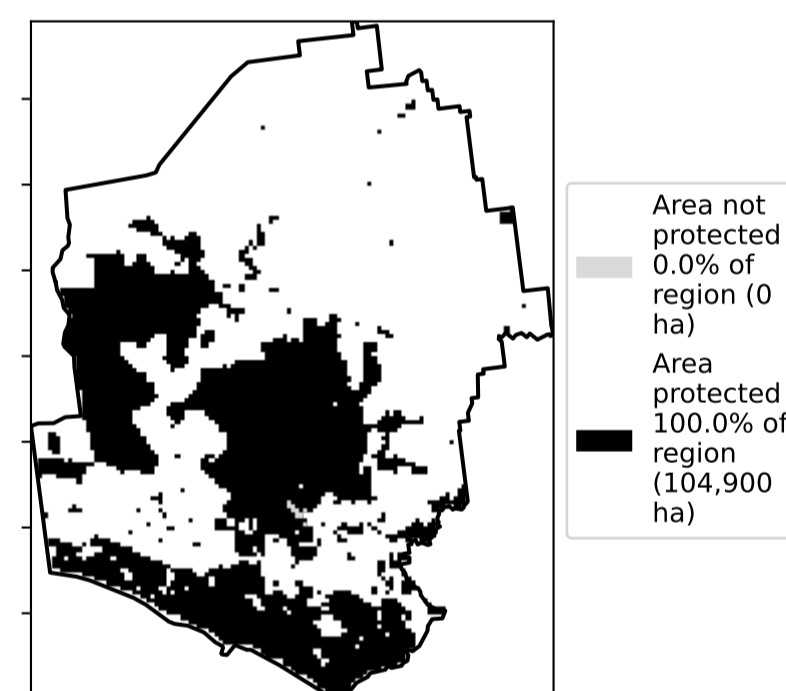 Area not
protected
0.0% of
region (0
ha)
Area
protected
100.0% of
region
(104,900
ha)